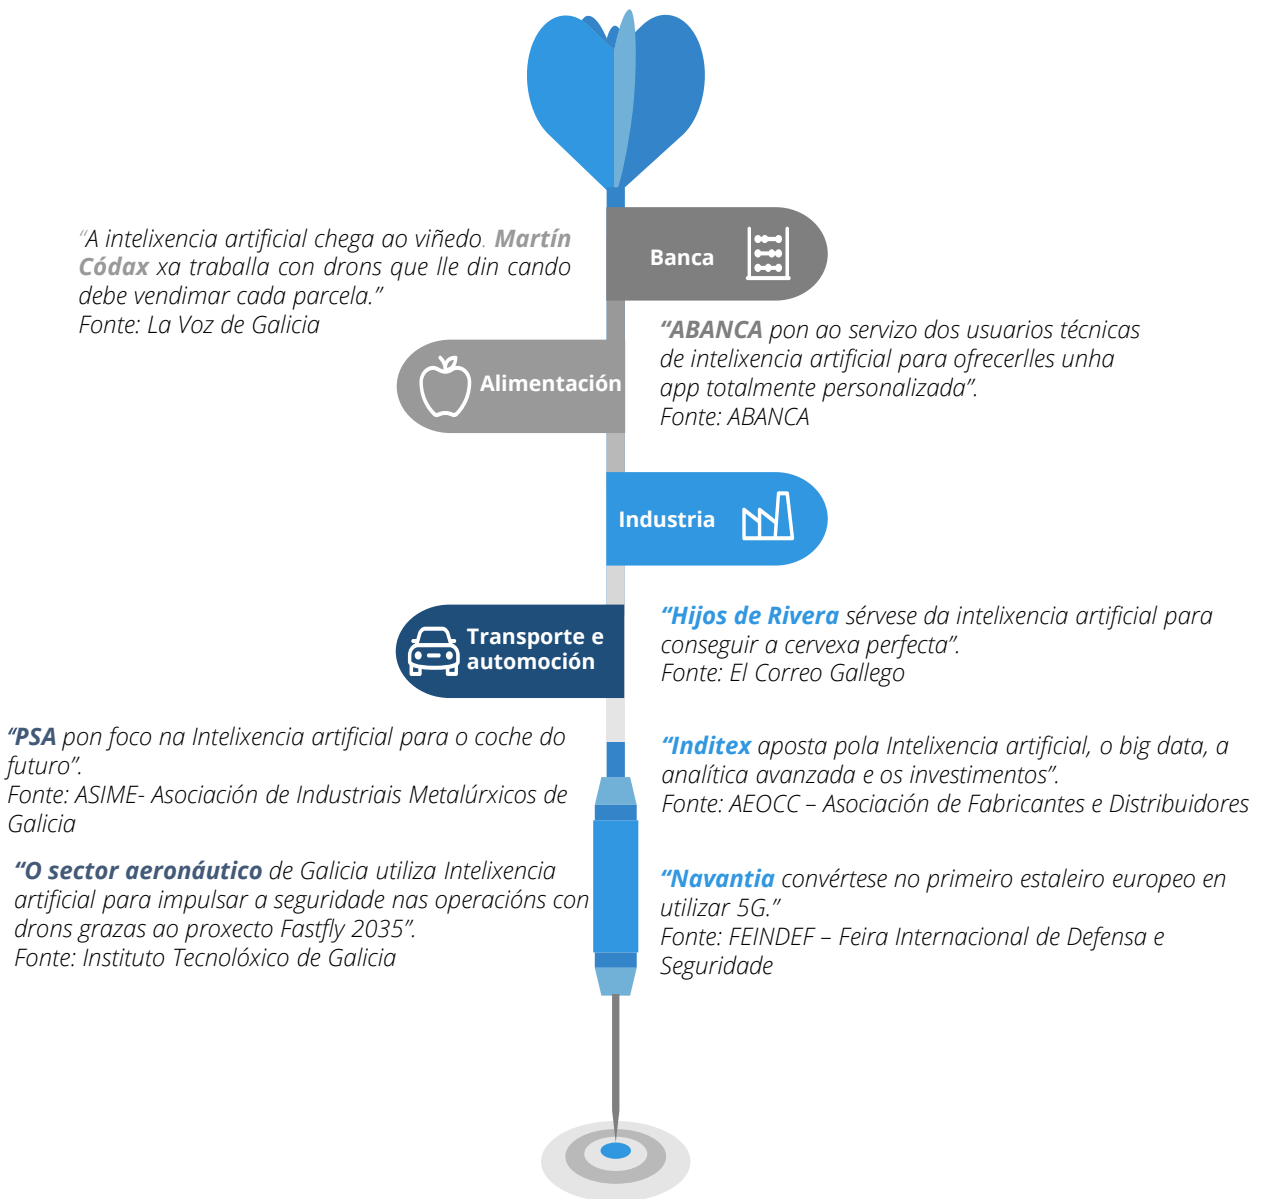 Banca
“A intelixencia artificial chega ao viñedo. Martín
Códax xa traballa con drons que lle din cando
debe vendimar cada parcela.”
Fonte: La Voz de Galicia
“ABANCA pon ao servizo dos usuarios técnicas
de intelixencia artificial para ofrecerlles unha
app totalmente personalizada”.
Fonte: ABANCA
Alimentación
Industria
Transporte e
automoción
“Hijos de Rivera sérvese da intelixencia artificial para
conseguir a cervexa perfecta”.
Fonte: El Correo Gallego
“PSA pon foco na Intelixencia artificial para o coche do
futuro”.
Fonte: ASIME- Asociación de Industriais Metalúrxicos de
Galicia
“Inditex aposta pola Intelixencia artificial, o big data, a
analítica avanzada e os investimentos”.
Fonte: AEOCC – Asociación de Fabricantes e Distribuidores
“O sector aeronáutico de Galicia utiliza Intelixencia
artificial para impulsar a seguridade nas operacións con
drons grazas ao proxecto Fastfly 2035”.
Fonte: Instituto Tecnolóxico de Galicia
“Navantia convértese no primeiro estaleiro europeo en
utilizar 5G.”
Fonte: FEINDEF – Feira Internacional de Defensa e
Seguridade